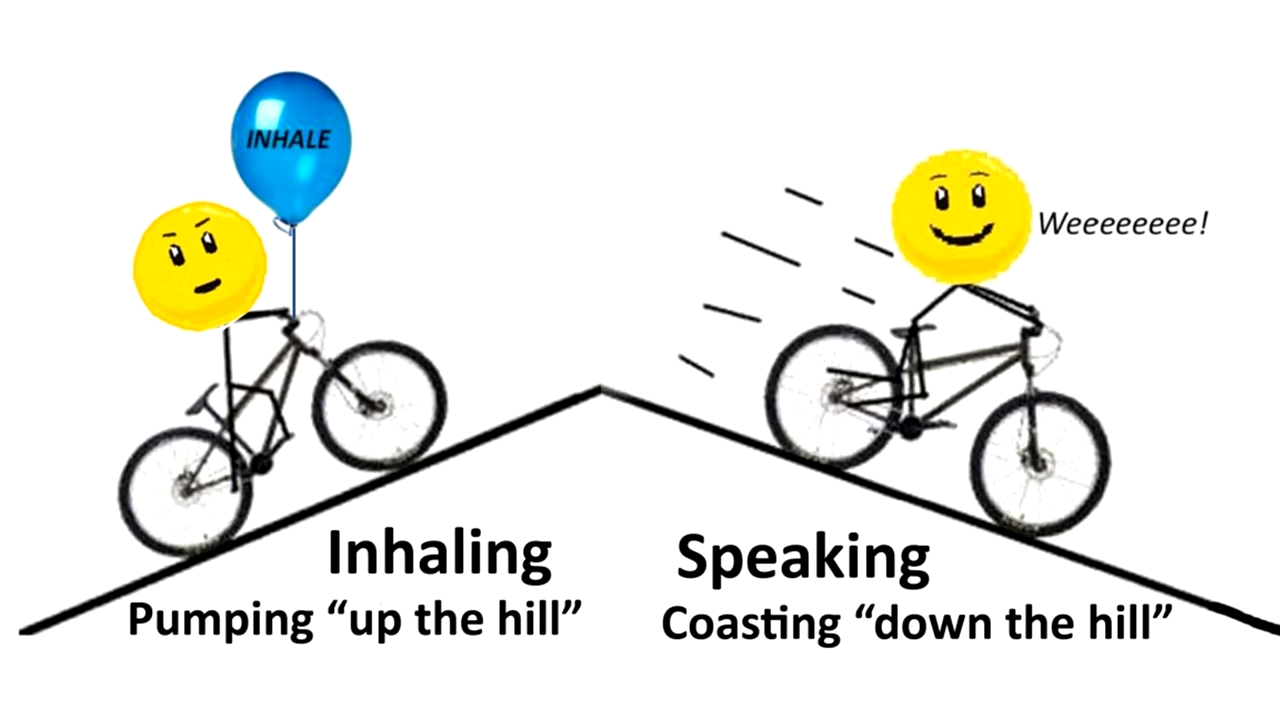 INHALE
Weeeeeeee!
Inhaling
Pumping “up the hill”
Speaking
Coasting “down the hill”